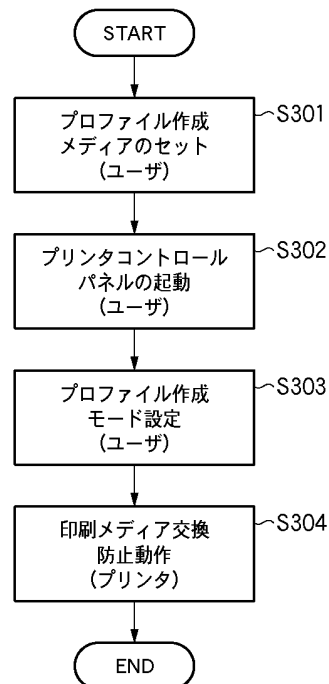 START
プロファイル作成
メディアのセット
(ユーザ)
S301
プリンタコントロール
パネルの起動
(ユーザ)
S302
プロファイル作成
モード設定
(ユーザ)
S303
印刷メディア交換
防止動作
(プリンタ)
S304
END